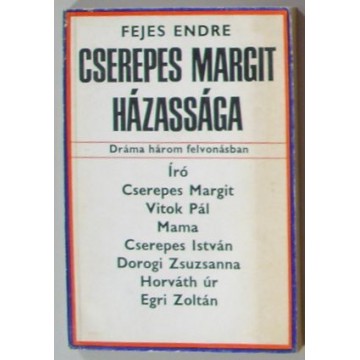 FEJES ENDRE
CSEREPES MARGIT
HÁZASSÁGA
Dráma három felvonásban
Író
Cserepes Margit
Vitok Pál
Mama
Cserepes István
Dorogi Zsuzsanna
Horváth úr
Egri Zoltán